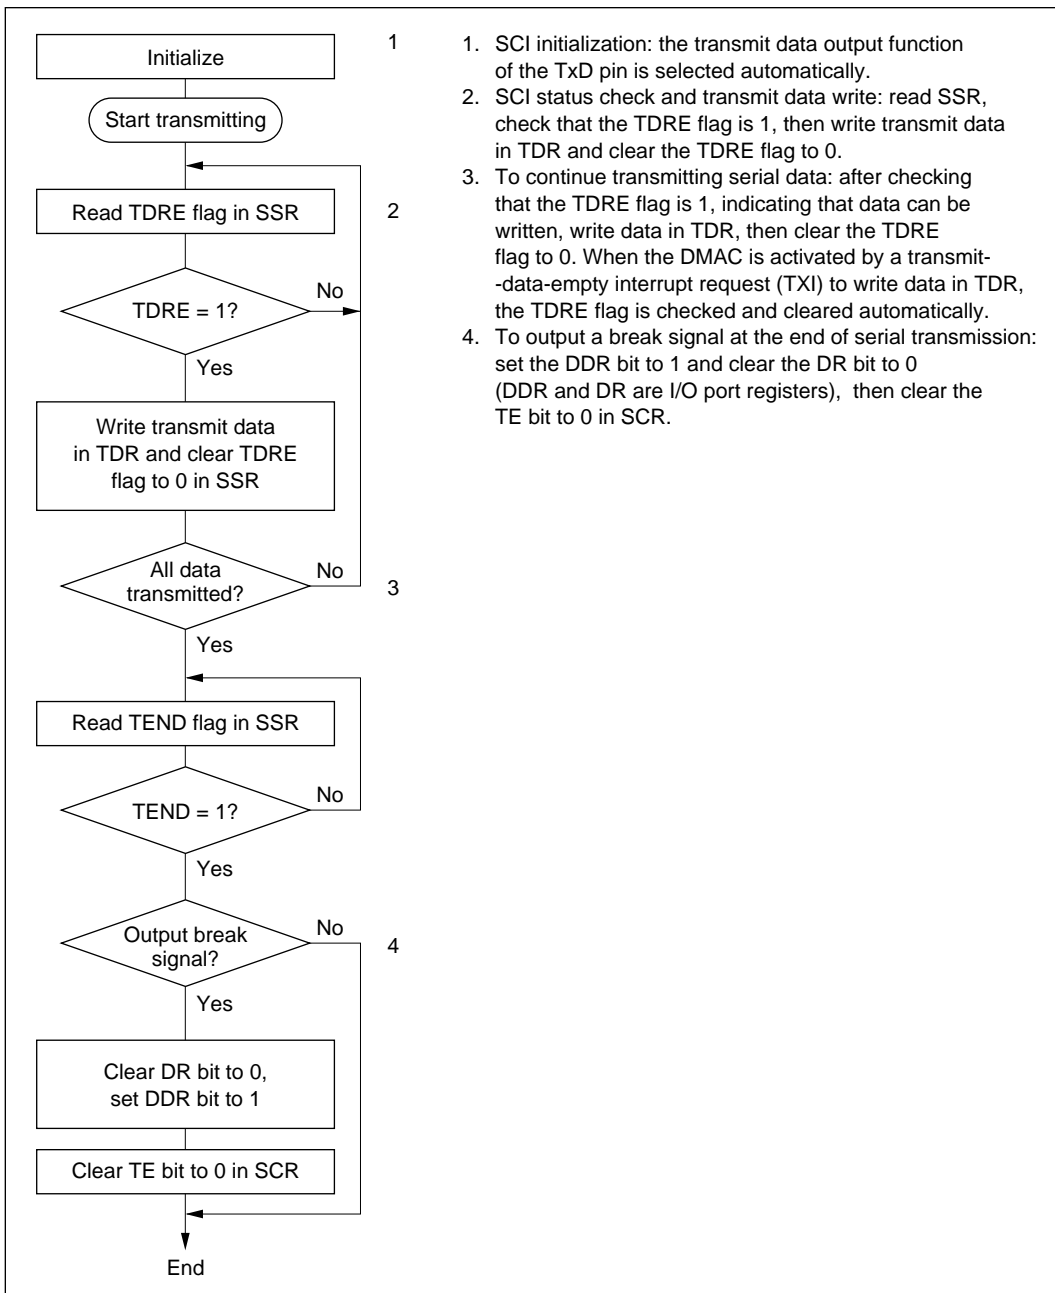 Initialize
1
Start transmitting
Read TDRE flag in SSR
2
TDRE = 1?
No
Yes
Write transmit data
in TDR and clear TDRE
flag to 0 in SSR
All data
transmitted?
No
3
Yes
Read TEND flag in SSR
TEND = 1?
No
Yes
Output break
signal?
No
4
Yes
Clear DR bit to 0,
set DDR bit to 1
Clear TE bit to 0 in SCR
End
1. SCI initialization: the transmit data output function
of the TxD pin is selected automatically.
2. SCI status check and transmit data write: read SSR,
check that the TDRE flag is 1, then write transmit data
in TDR and clear the TDRE flag to 0.
3. To continue transmitting serial data: after checking
that the TDRE flag is 1, indicating that data can be
written, write data in TDR, then clear the TDRE
flag to 0. When the DMAC is activated by a transmit-
-data-empty interrupt request (TXI) to write data in TDR,
the TDRE flag is checked and cleared automatically.
4. To output a break signal at the end of serial transmission:
set the DDR bit to 1 and clear the DR bit to 0
(DDR and DR are I/O port registers), then clear the
TE bit to 0 in SCR.